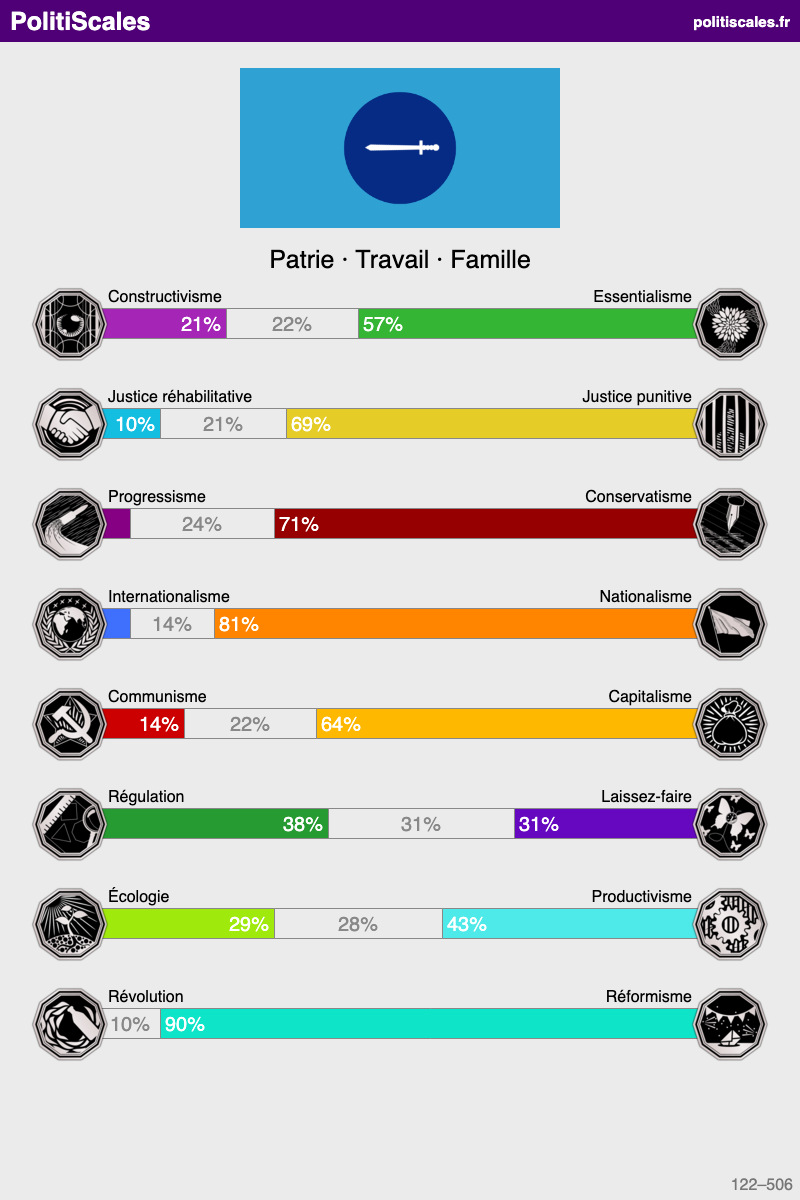 PolitiScales politiscales.fr
Patrie · Travail · Famille
Constructivisme Essentialisme
21% 22% 57%
Justice réhabilitative Justice punitive
10% 21% 69%
Progressisme Conservatisme
24% 71%
Internationalisme Nationalisme
14% 81%
Communisme Capitalisme
14% 22% 64%
Régulation Laissez-faire
38% 31% 31%
Écologie Productivisme
29% 28% 43%
Révolution Réformisme
10% 90%
122–506